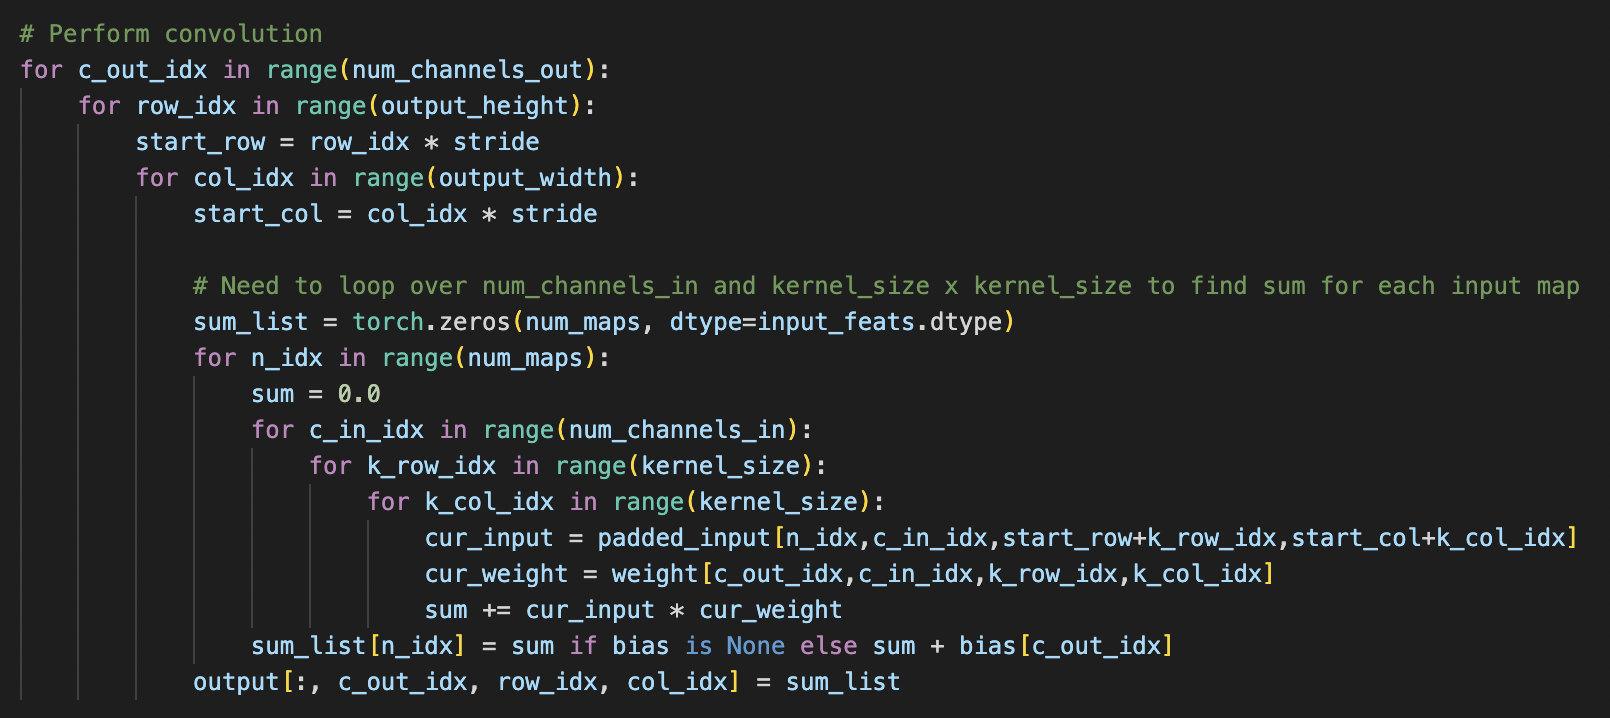 # Perform convolution
for c_out_idx in range(num_channels_out):
    for row_idx in range(output_height):
        start_row = row_idx * stride
        for col_idx in range(output_width):
            start_col = col_idx * stride

            # Need to loop over num_channels_in and kernel_size x kernel_size to find sum for each input map
            sum_list = torch.zeros(num_maps, dtype=input_feats.dtype)
            for n_idx in range(num_maps):
                sum = 0.0
                for c_in_idx in range(num_channels_in):
                    for k_row_idx in range(kernel_size):
                        for k_col_idx in range(kernel_size):
                            cur_input = padded_input[n_idx,c_in_idx,start_row+k_row_idx,start_col+k_col_idx]
                            cur_weight = weight[c_out_idx,c_in_idx,k_row_idx,k_col_idx]
                            sum += cur_input * cur_weight
                sum_list[n_idx] = sum if bias is None else sum + bias[c_out_idx]
            output[:, c_out_idx, row_idx, col_idx] = sum_list